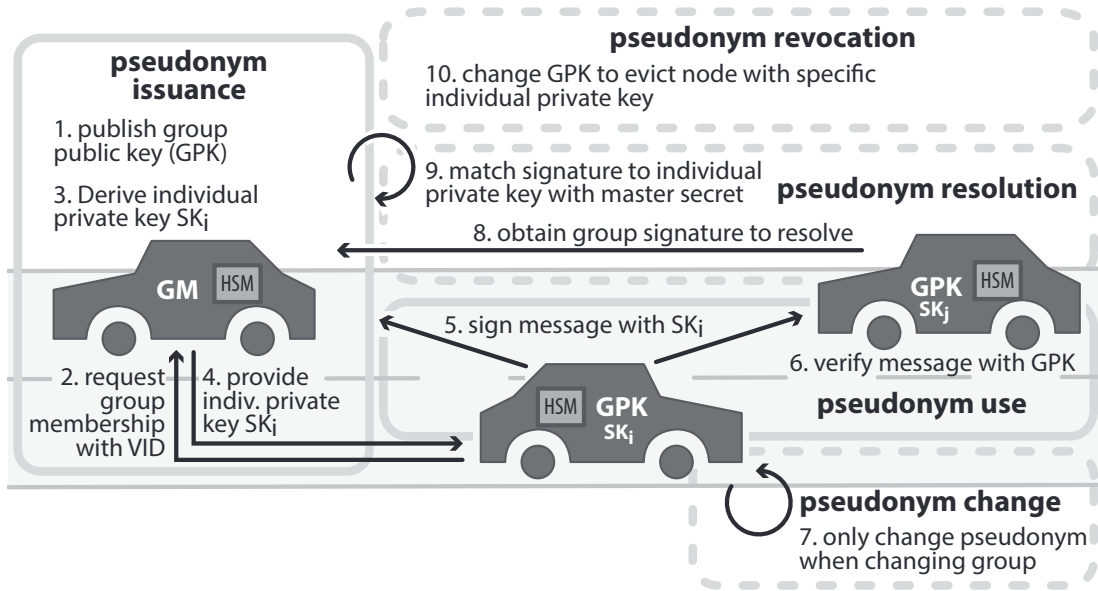 pseudonym
issuance
1. publish group
public key (GPK)
3. Derive individual
private key SKi
GM
HSM
2. request
group
membership
with VID
4. provide
indiv. private
key SKi
pseudonym revocation
10. change GPK to evict node with specific
individual private key
9. match signature to individual
private key with master secret
pseudonym resolution
8. obtain group signature to resolve
GPK
SKj
HSM
5. sign message with SKi
6. verify message with GPK
pseudonym use
HSM
GPK
SKi
pseudonym change
7. only change pseudonym
when changing group